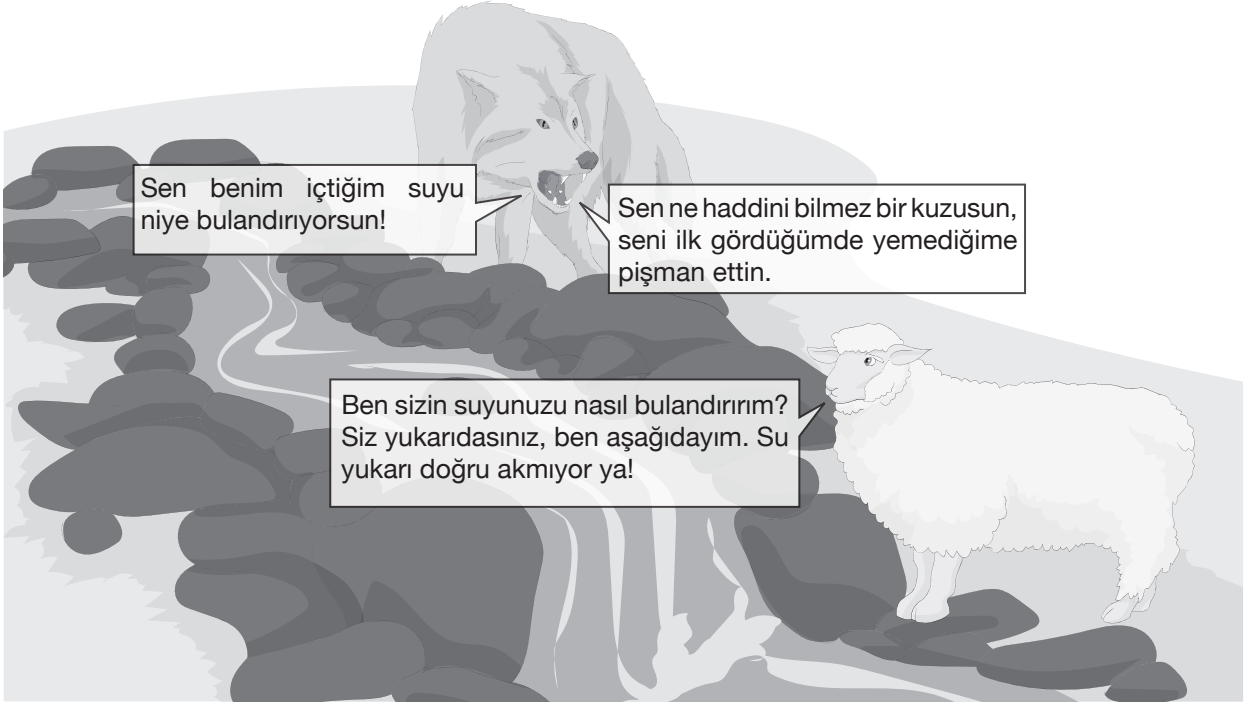 Sen benim içtiğim suyu
niye bulandırıyorsun!
Sen ne haddini bilmez bir kuzusun,
seni ilk gördüğümde yemediğime
pişman ettin.
Ben sizin suyunuzu nasıl bulandırırım?
Siz yukarıdasınız, ben aşağıdayım. Su
yukarı doğru akmıyor ya!